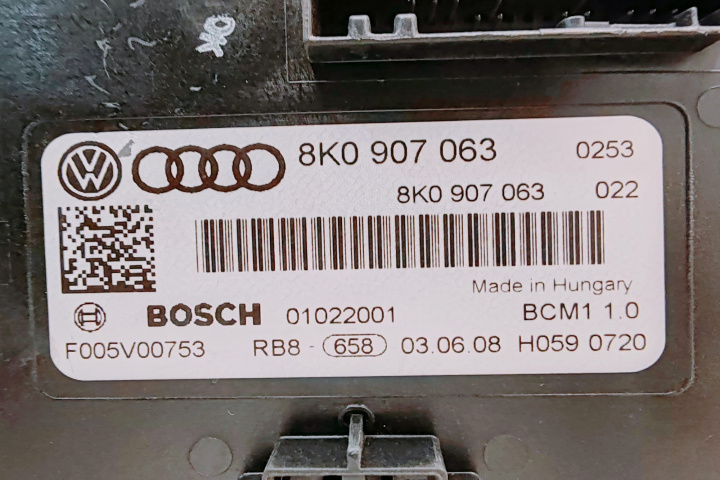 OK
8K0 907 063 0253
8K0 907 063 022
Made in Hungary
BOSCH 01022001 BCM1 1.0
F005V00753 RB8 - 658 03.06.08 H059 0720